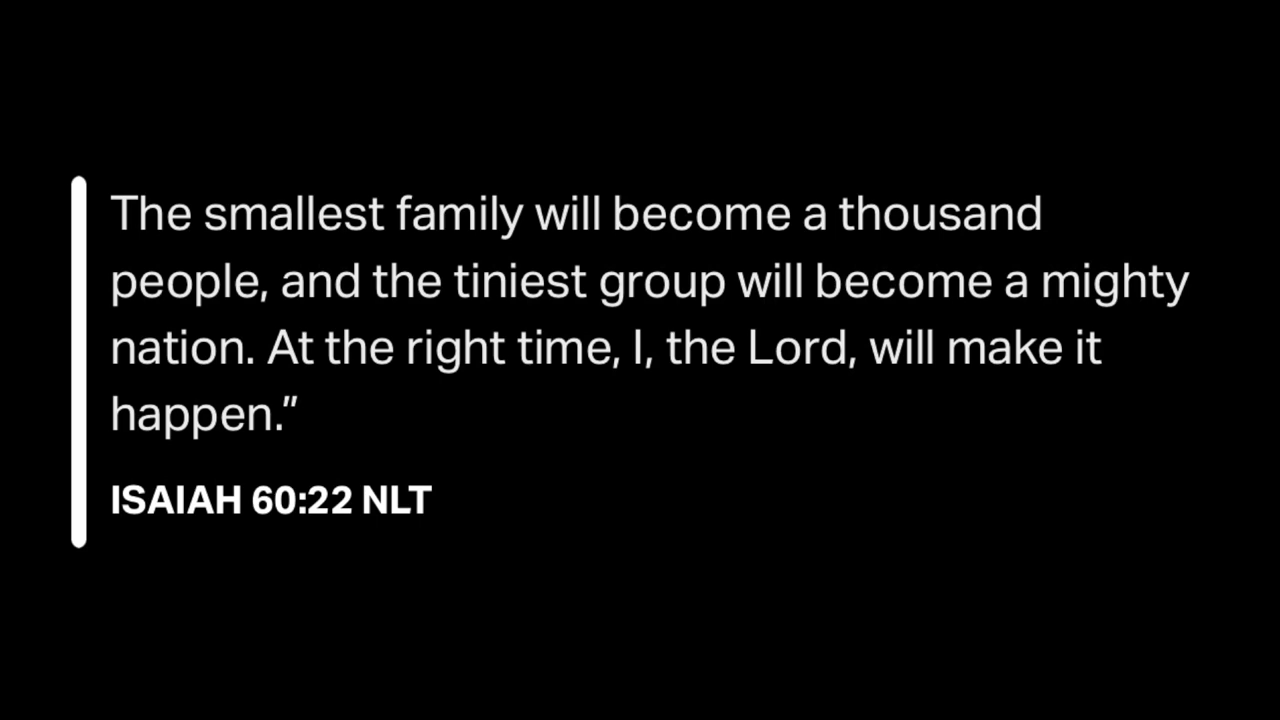 The smallest family will become a thousand
people, and the tiniest group will become a mighty
nation. At the right time, I, the Lord, will make it
happen.”
ISAIAH 60:22 NLT